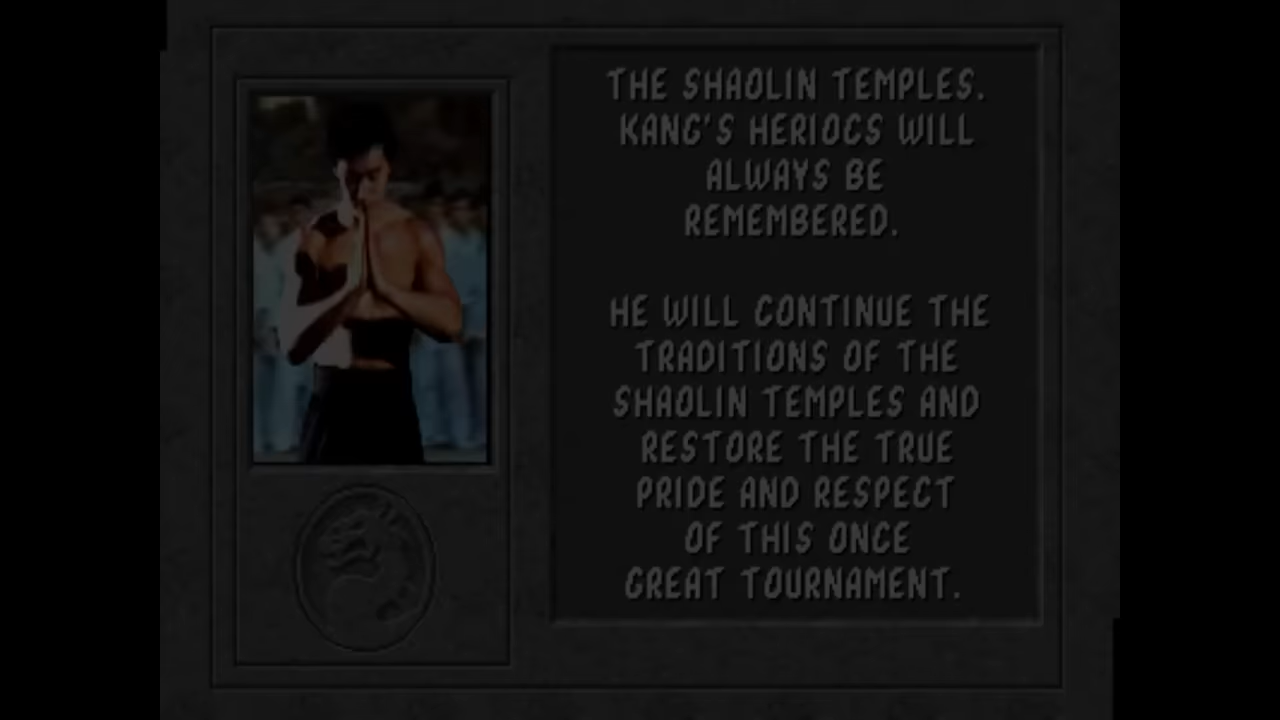 THE SHAOLIN TEMPLES.
KANG'S HERIOCS WILL
ALWAYS BE
REMEMBERED.
HE WILL CONTINUE THE
TRADITIONS OF THE
SHAOLIN TEMPLES AND
RESTORE THE TRUE
PRIDE AND RESPECT
OF THIS ONCE
GREAT TOURNAMENT.